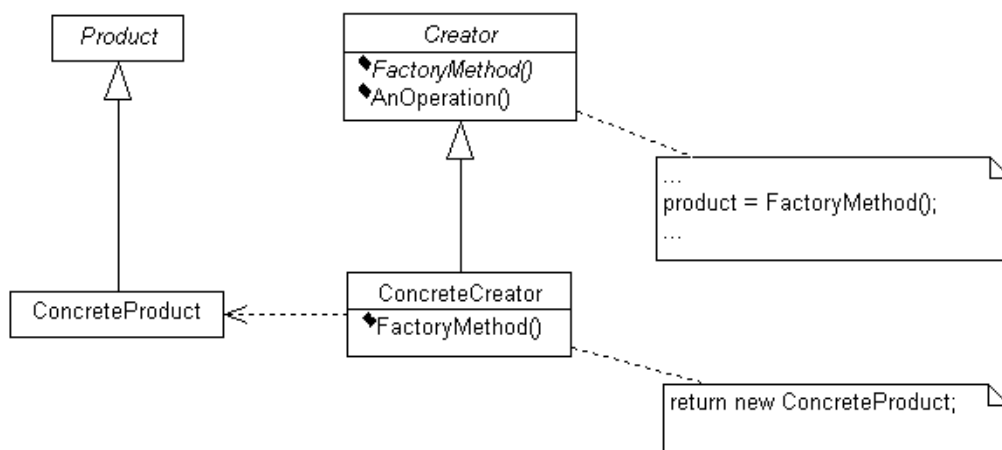 Product
Creator
FactoryMethod()
AnOperation()
...
product = FactoryMethod();
...
ConcreteProduct
ConcreteCreator
FactoryMethod()
return new ConcreteProduct;